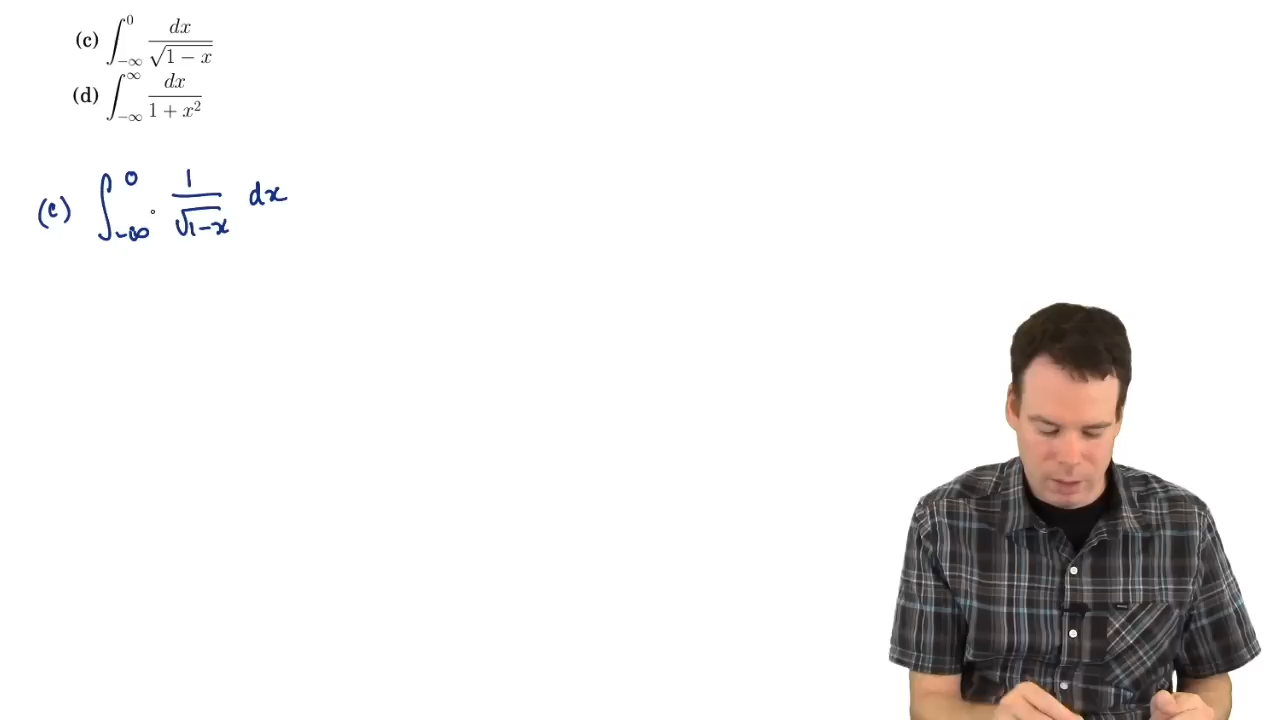 (c) ∫_{-∞}^{0} dx/√(1 − x)
(d) ∫_{-∞}^{∞} dx/(1 + x²)
(c) ∫_{-∞}^{0} 1/√(1−x) dx